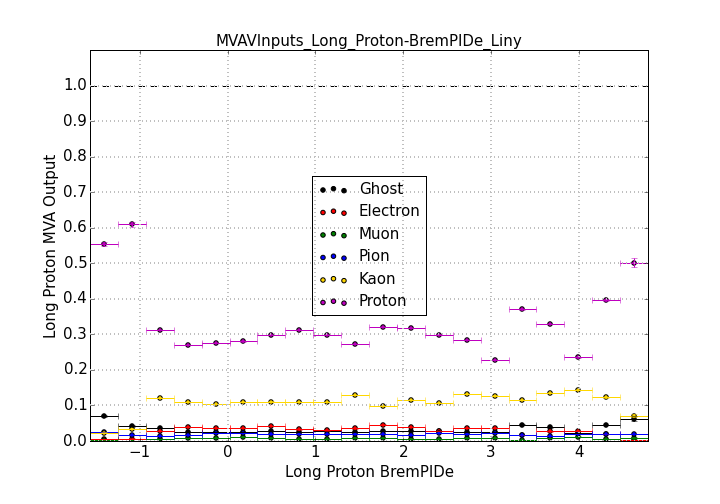 MVAVInputs_Long_Proton-BremPIDe_Liny
Long Proton MVA Output
1.0
0.9
0.8
0.7
0.6
0.5
0.4
0.3
0.2
0.1
0.0
Ghost
Electron
Muon
Pion
Kaon
Proton
−1 0 1 2 3 4
Long Proton BremPIDe